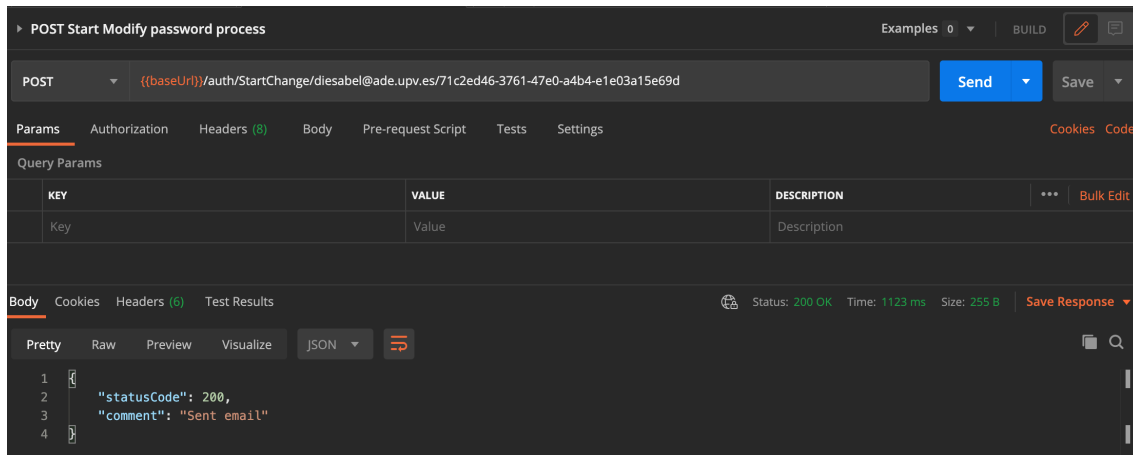 POST Start Modify password process Examples 0 BUILD
POST {{baseUrl}}/auth/StartChange/diesabel@ade.upv.es/71c2ed46-3761-47e0-a4b4-e1e03a15e69d Send Save
Params Authorization Headers (8) Body Pre-request Script Tests Settings Cookies Code
Query Params
KEY VALUE DESCRIPTION ••• Bulk Edit
Key Value Description
Body Cookies Headers (6) Test Results Status: 200 OK Time: 1123 ms Size: 255 B Save Response
Pretty Raw Preview Visualize JSON
1 {
2 "statusCode": 200,
3 "comment": "Sent email"
4 }